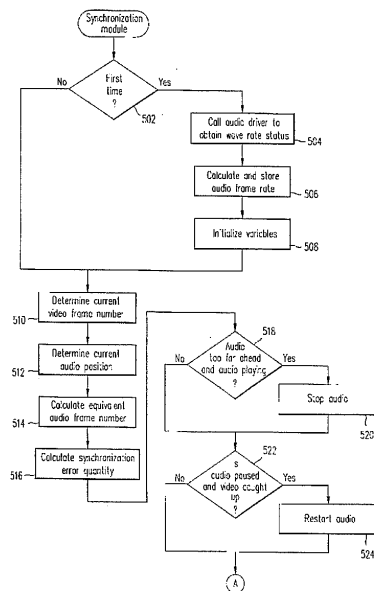 Synchronization
module
First
time
?
No
Yes
502
Call audio driver to
obtain wave rate status
504
Calculate and store
audio frame rate
506
Initialize variables
508
Determine current
video frame number
510
Determine current
audio position
512
Calculate equivalent
audio frame number
514
Calculate synchronization
error quantity
516
518
Audio
too far ahead
and audio playing
?
No
Yes
Stop audio
520
522
Is
audio paused
and video caught
up
?
No
Yes
Restart audio
524
A